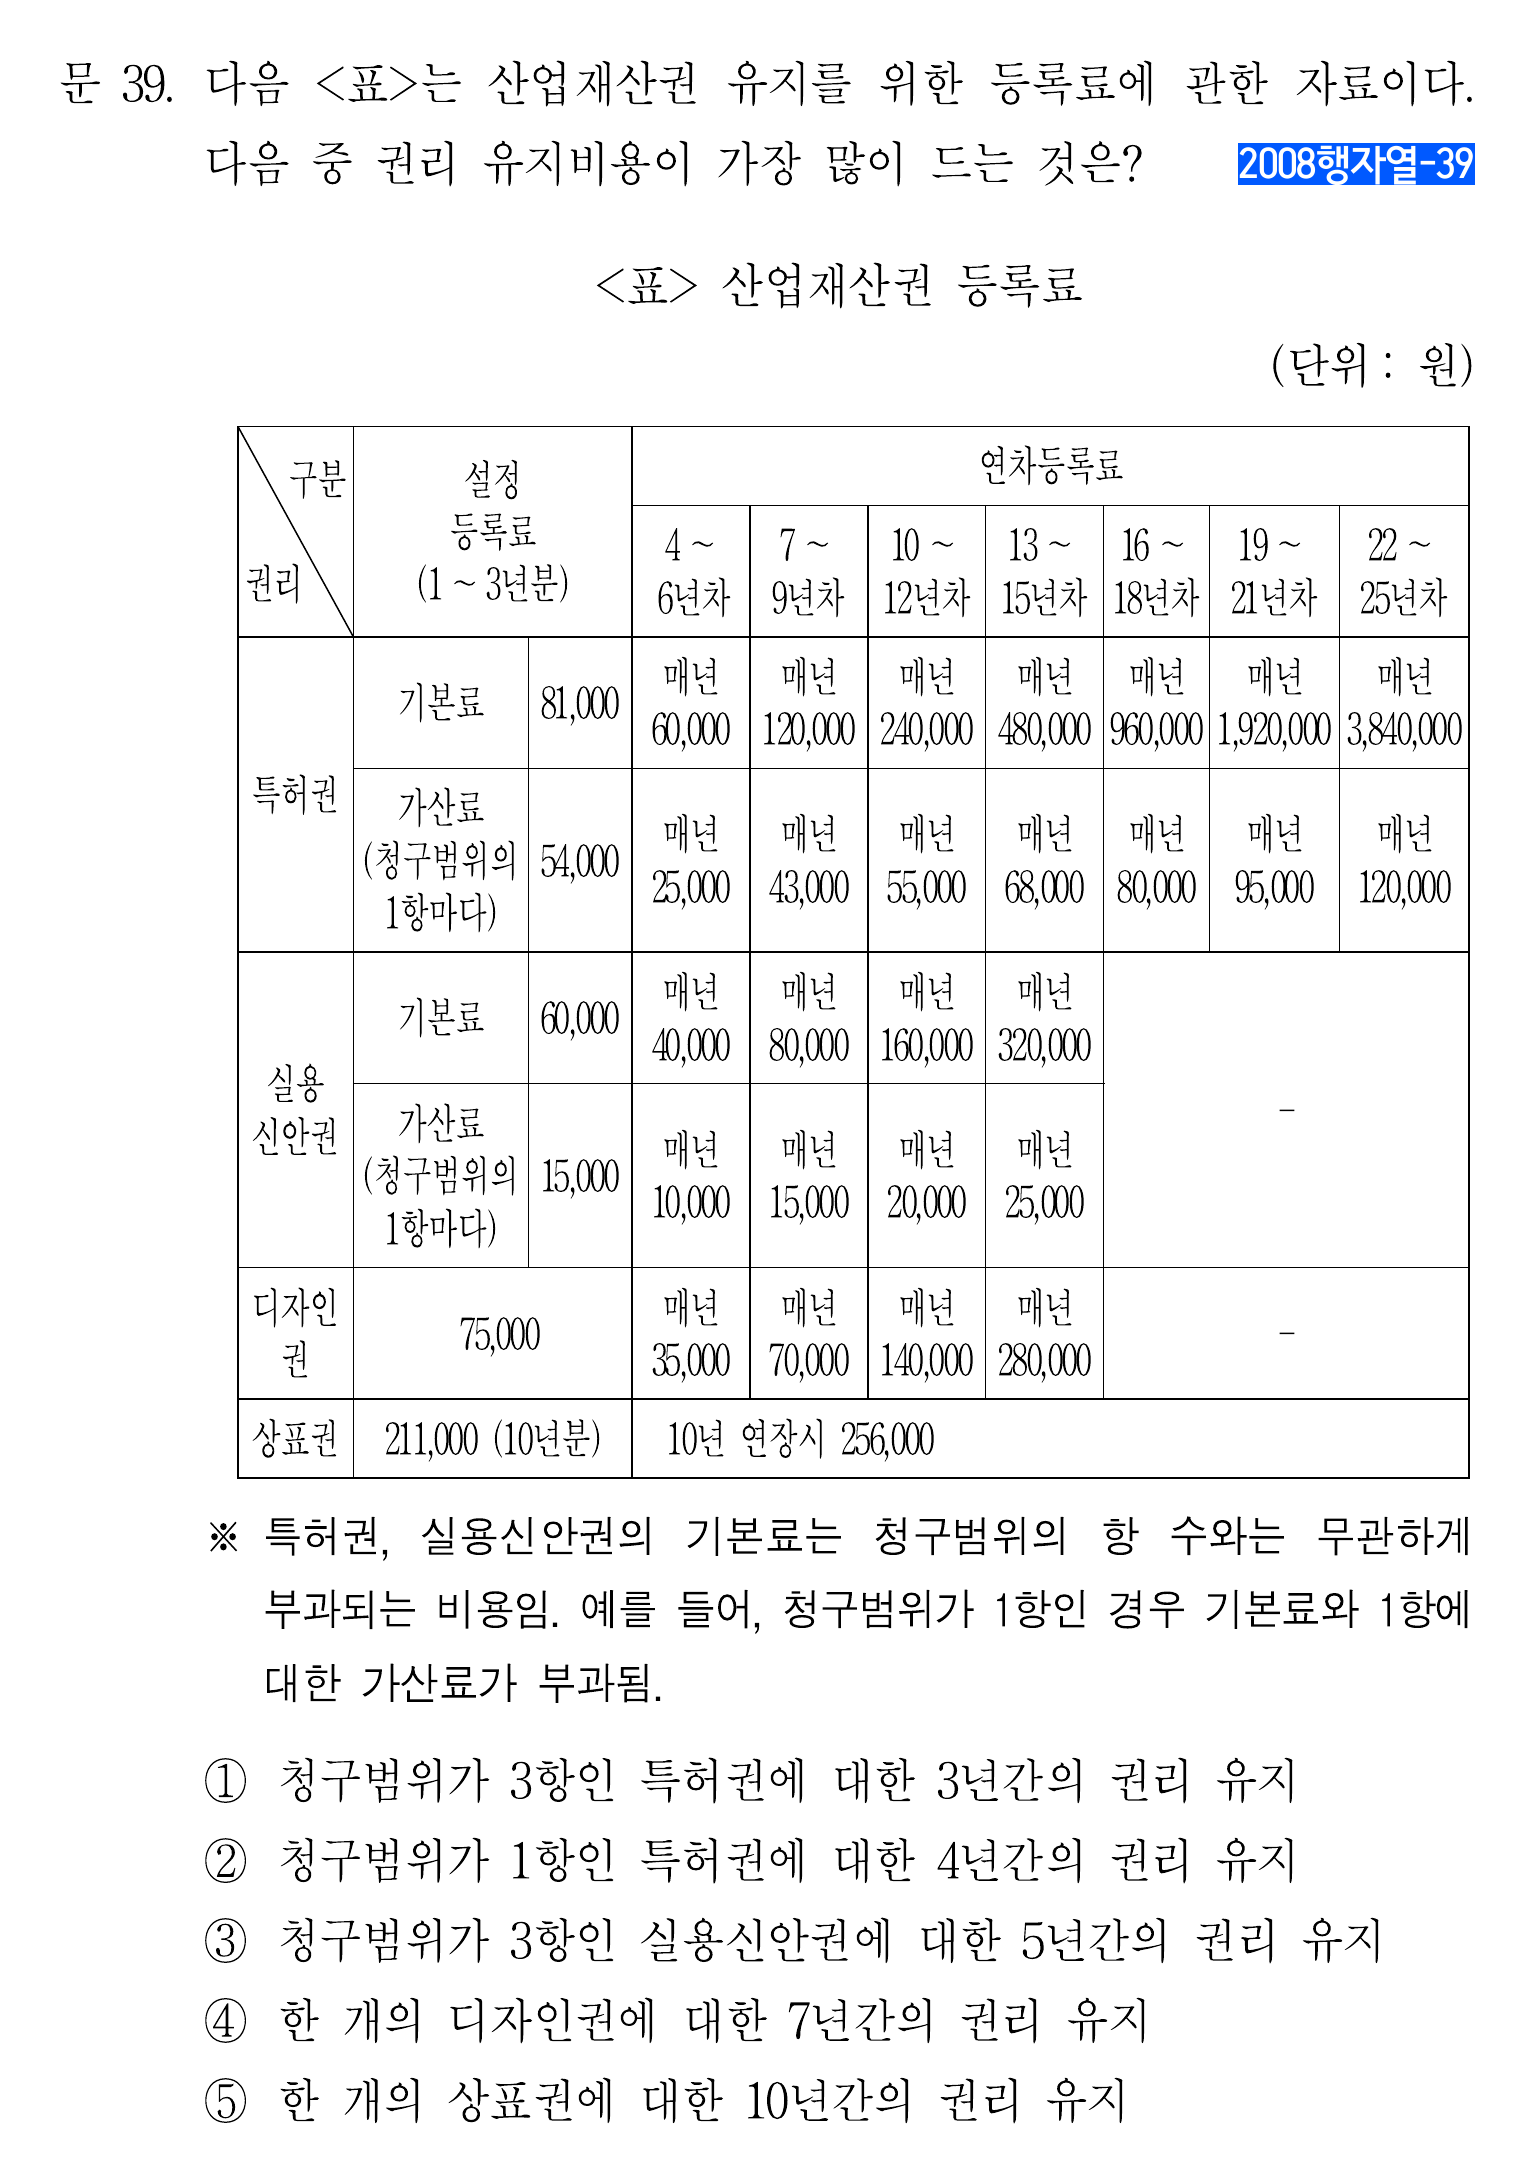 문 39. 다음 <표>는 산업재산권 유지를 위한 등록료에 관한 자료이다.
다음 중 권리 유지비용이 가장 많이 드는 것은? 2008행자열-39
<표> 산업재산권 등록료
(단위 : 원)
구분
권리
설정
등록료
(1 ~ 3년분)
연차등록료
4 ~
6년차
7 ~
9년차
10 ~
12년차
13 ~
15년차
16 ~
18년차
19 ~
21년차
22 ~
25년차
특허권
기본료 81,000
매년
60,000
매년
120,000
매년
240,000
매년
480,000
매년
960,000
매년
1,920,000
매년
3,840,000
가산료
(청구범위의
1항마다)
54,000
매년
25,000
매년
43,000
매년
55,000
매년
68,000
매년
80,000
매년
95,000
매년
120,000
실용
신안권
기본료 60,000
매년
40,000
매년
80,000
매년
160,000
매년
320,000
-
가산료
(청구범위의
1항마다)
15,000
매년
10,000
매년
15,000
매년
20,000
매년
25,000
디자인
권
75,000
매년
35,000
매년
70,000
매년
140,000
매년
280,000
-
상표권 211,000 (10년분) 10년 연장시 256,000
※ 특허권, 실용신안권의 기본료는 청구범위의 항 수와는 무관하게
부과되는 비용임. 예를 들어, 청구범위가 1항인 경우 기본료와 1항에
대한 가산료가 부과됨.
① 청구범위가 3항인 특허권에 대한 3년간의 권리 유지
② 청구범위가 1항인 특허권에 대한 4년간의 권리 유지
③ 청구범위가 3항인 실용신안권에 대한 5년간의 권리 유지
④ 한 개의 디자인권에 대한 7년간의 권리 유지
⑤ 한 개의 상표권에 대한 10년간의 권리 유지